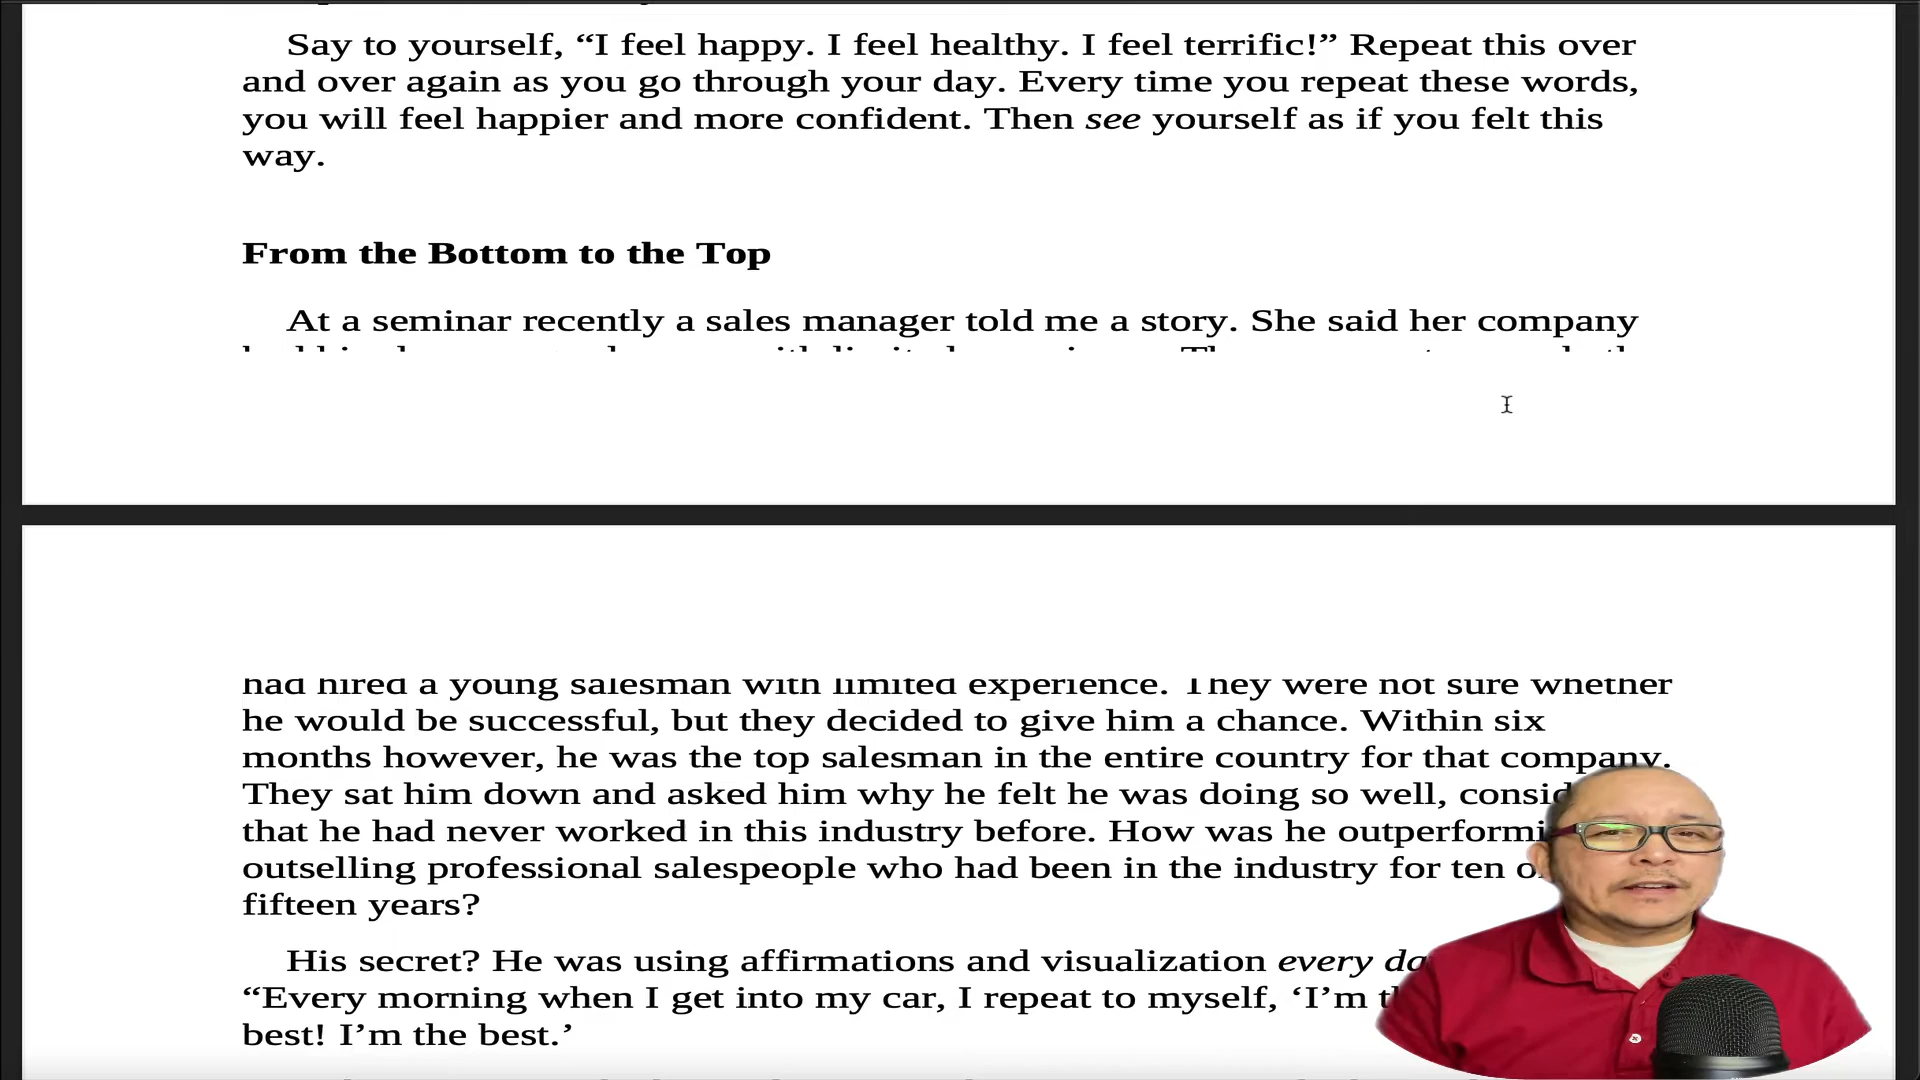 Say to yourself, “I feel happy. I feel healthy. I feel terrific!” Repeat this over
and over again as you go through your day. Every time you repeat these words,
you will feel happier and more confident. Then see yourself as if you felt this
way.
From the Bottom to the Top
At a seminar recently a sales manager told me a story. She said her company
had hired a young salesman with limited experience. They were not sure whether
he would be successful, but they decided to give him a chance. Within six
months however, he was the top salesman in the entire country for that company.
They sat him down and asked him why he felt he was doing so well,
that he had never worked in this industry before. How was he
outselling professional salespeople who had been in the industry for ten
fifteen years?
His secret? He was using affirmations and visualization every
“Every morning when I get into my car, I repeat to myself, ‘I’m
best! I’m the best.’